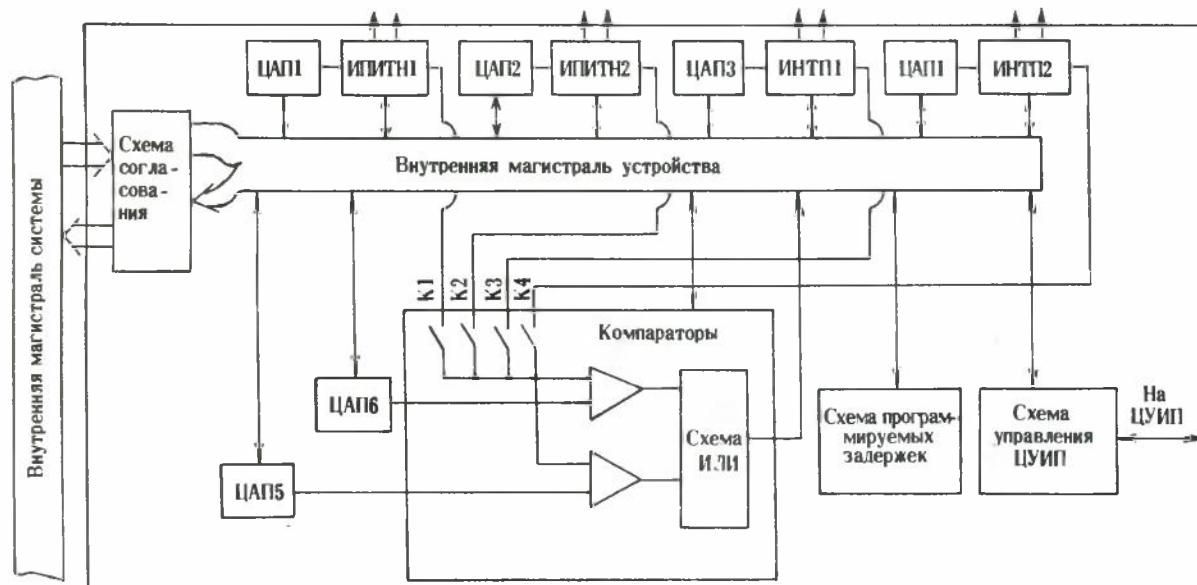 ЦАП1
ИПИТН1
ЦАП2
ИПИТН2
ЦАП3
ИНТП1
ЦАП1
ИНТП2
Внутренняя магистраль системы
Схема
согла-
сова-
ния
Внутренняя магистраль устройства
К1
К2
К3
К4
Компараторы
ЦАП6
ЦАП5
Схема
ИЛИ
Схема програм-
мируемых
задержек
Схема
управления
ЦУИП
На
ЦУИП